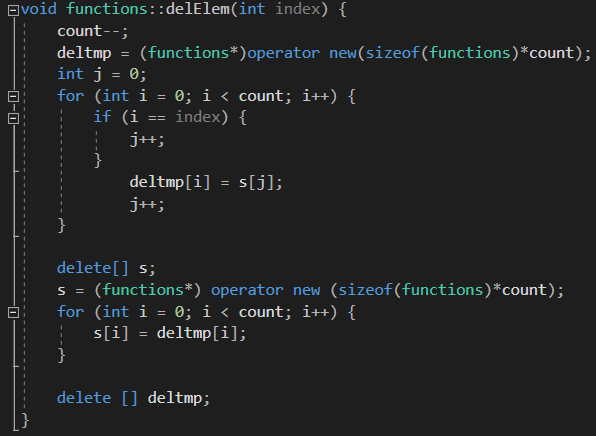 void functions::delElem(int index) {
    count--;
    deltmp = (functions*)operator new(sizeof(functions)*count);
    int j = 0;
    for (int i = 0; i < count; i++) {
        if (i == index) {
            j++;
        }
            deltmp[i] = s[j];
            j++;
    }

    delete[] s;
    s = (functions*) operator new (sizeof(functions)*count);
    for (int i = 0; i < count; i++) {
        s[i] = deltmp[i];
    }

    delete [] deltmp;
}